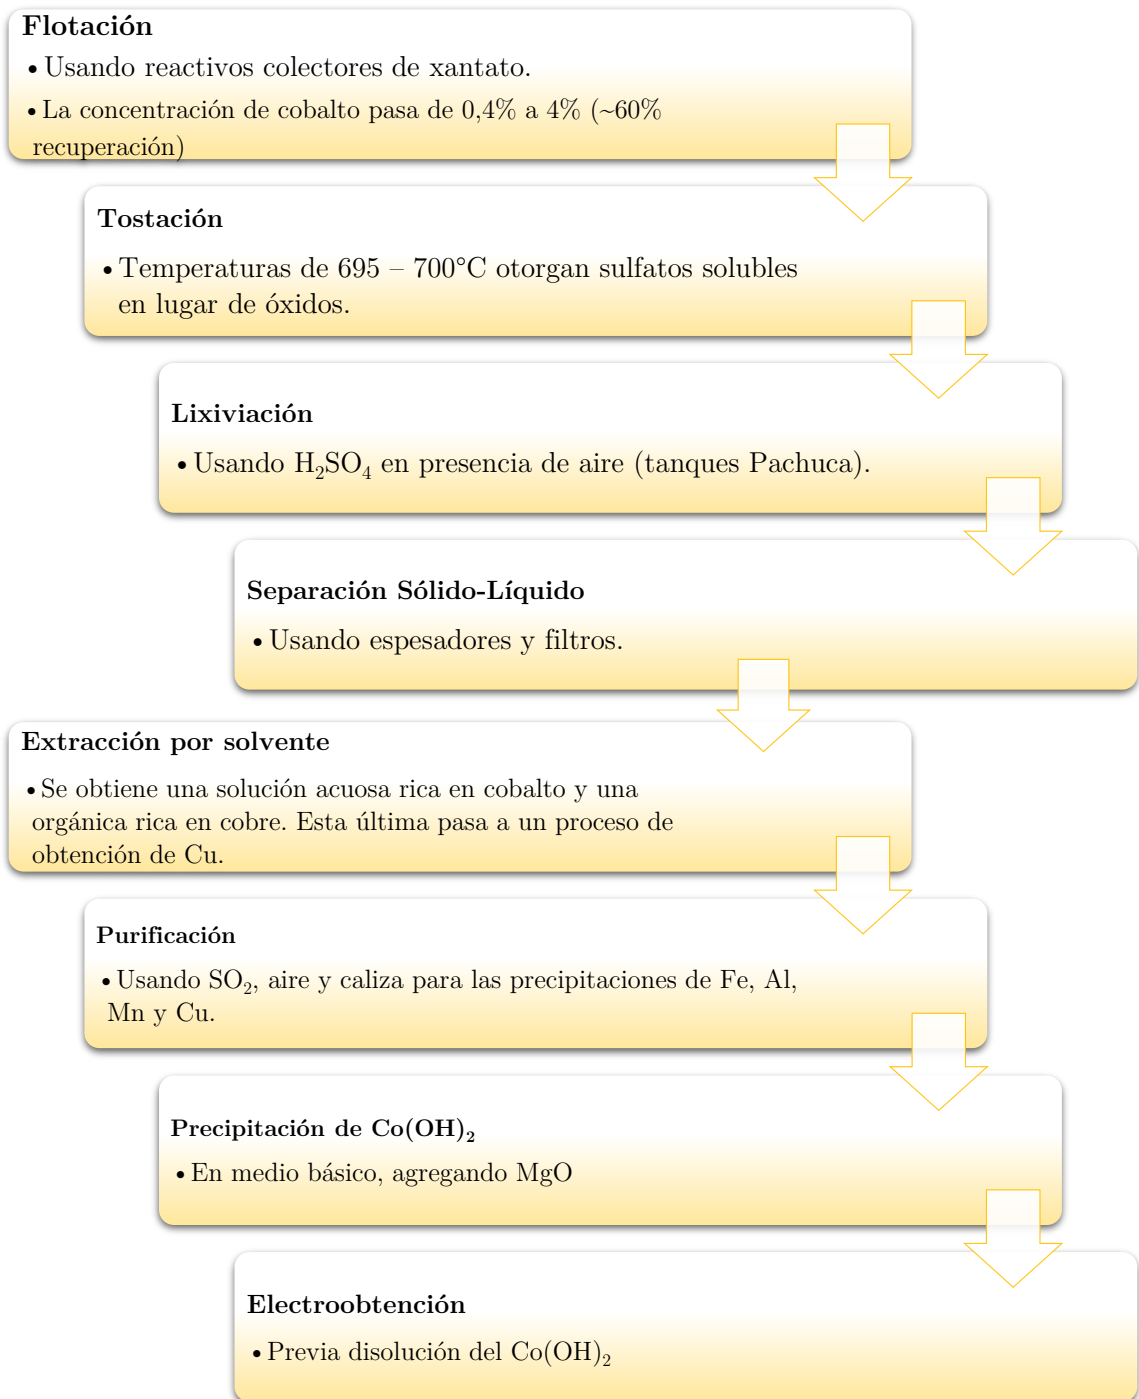 Flotación
• Usando reactivos colectores de xantato.
• La concentración de cobalto pasa de 0,4% a 4% (~60%
recuperación)
Tostación
• Temperaturas de 695 – 700°C otorgan sulfatos solubles
en lugar de óxidos.
Lixiviación
• Usando H₂SO₄ en presencia de aire (tanques Pachuca).
Separación Sólido-Líquido
• Usando espesadores y filtros.
Extracción por solvente
• Se obtiene una solución acuosa rica en cobalto y una
orgánica rica en cobre. Esta última pasa a un proceso de
obtención de Cu.
Purificación
• Usando SO₂, aire y caliza para las precipitaciones de Fe, Al,
Mn y Cu.
Precipitación de Co(OH)₂
• En medio básico, agregando MgO
Electroobtención
• Previa disolución del Co(OH)₂